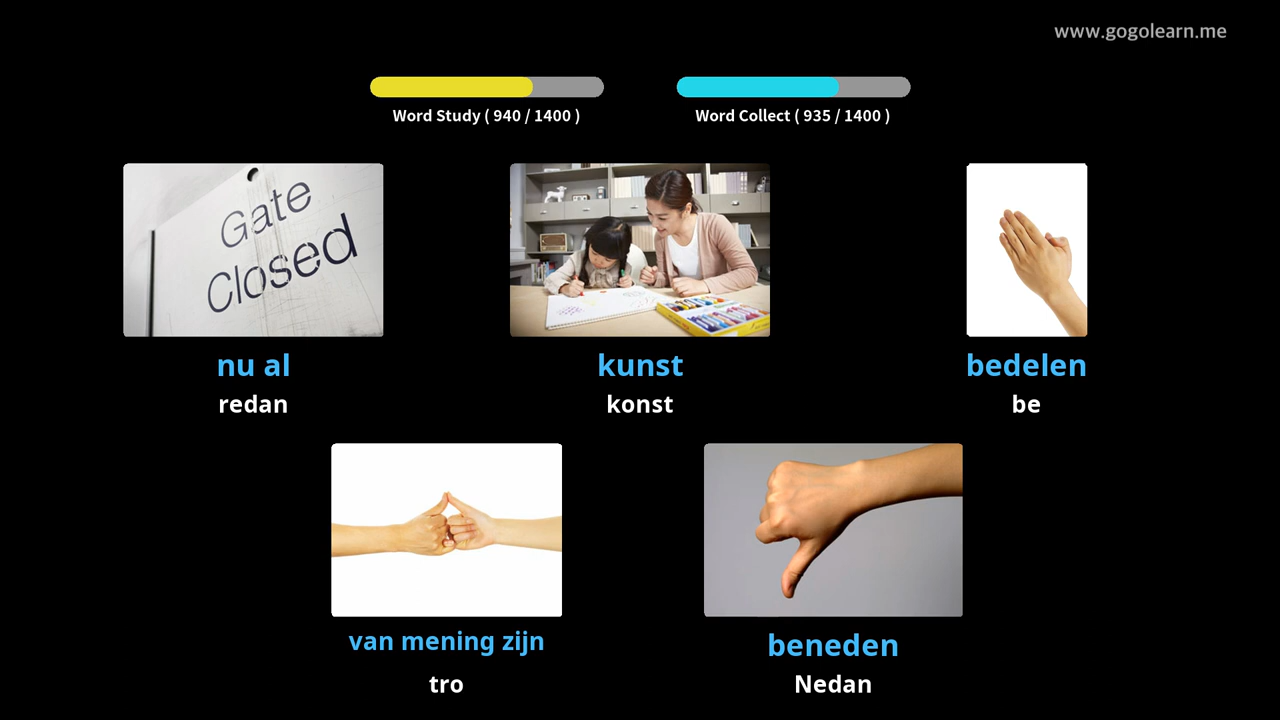 www.gogolearn.me
Word Study ( 940 / 1400 )
Word Collect ( 935 / 1400 )
Gate
Closed
nu al
redan
kunst
konst
bedelen
be
van mening zijn
tro
beneden
Nedan